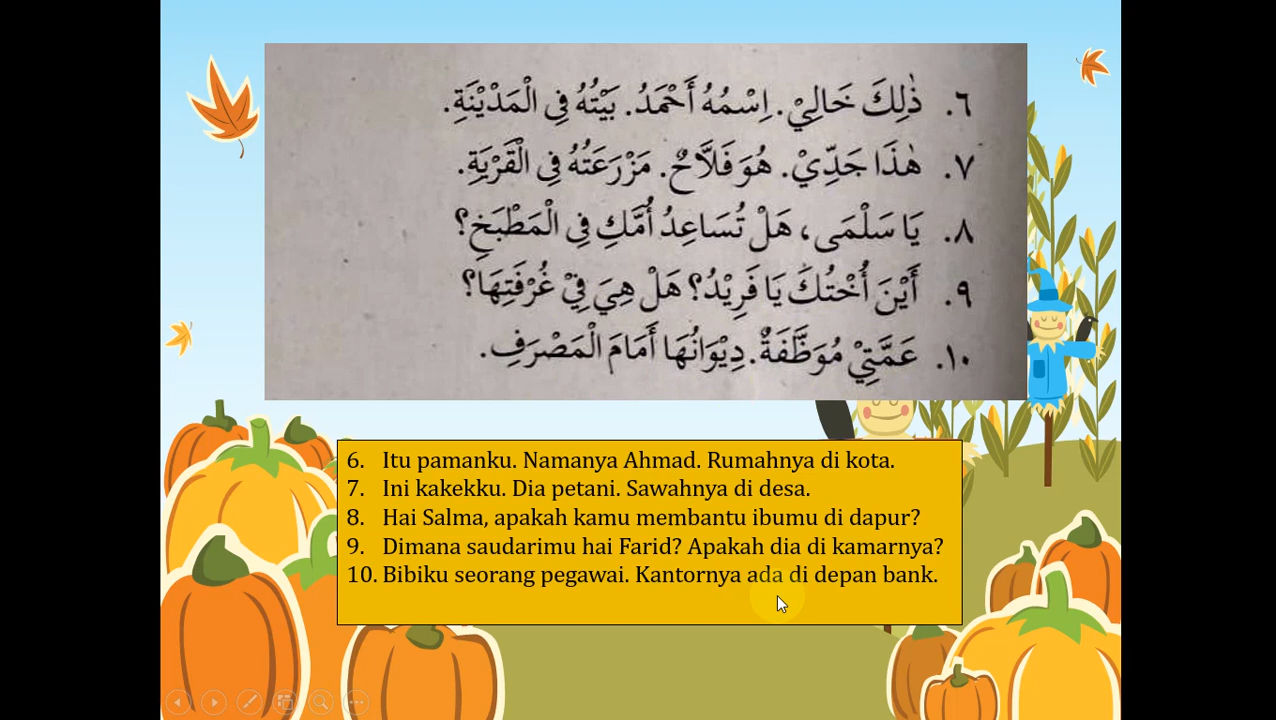 ٦. ذٰلِكَ خَالِيْ. اِسْمُهُ أَحْمَدُ. بَيْتُهُ فِى الْمَدْيْنَةِ.
٧. هٰذَا جَدِّيْ. هُوَ فَلَّاحٌ. مَزْرَعَتُهُ فِى الْقَرْيَةِ.
٨. يَا سَلْمَى، هَلْ تُسَاعِدُ أُمَّكِ فِى الْمَطْبَخِ؟
٩. أَيْنَ أُخْتُكَ يَا فَرِيْدُ؟ هَلْ هِيَ فِيْ غُرْفَتِهَا؟
١٠. عَمَّتِيْ مُوَظَّفَةٌ. دِيْوَانُهَا أَمَامَ الْمَصْرَفِ.
6. Itu pamanku. Namanya Ahmad. Rumahnya di kota.
7. Ini kakekku. Dia petani. Sawahnya di desa.
8. Hai Salma, apakah kamu membantu ibumu di dapur?
9. Dimana saudarimu hai Farid? Apakah dia di kamarnya?
10. Bibiku seorang pegawai. Kantornya ada di depan bank.